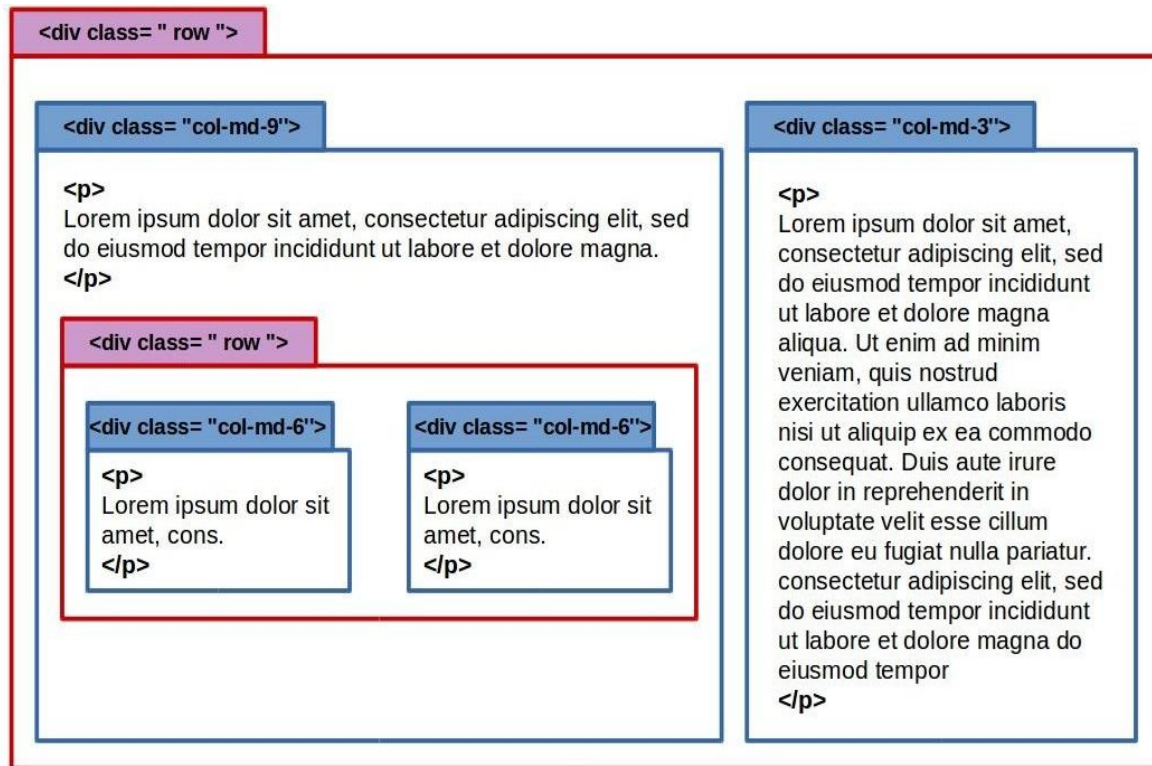 <div class= " row ">
<div class= "col-md-9">
<p>
Lorem ipsum dolor sit amet, consectetur adipiscing elit, sed
do eiusmod tempor incididunt ut labore et dolore magna.
</p>
<div class= " row ">
<div class= "col-md-6">
<p>
Lorem ipsum dolor sit
amet, cons.
</p>
<div class= "col-md-6">
<p>
Lorem ipsum dolor sit
amet, cons.
</p>
<div class= "col-md-3">
<p>
Lorem ipsum dolor sit amet,
consectetur adipiscing elit, sed
do eiusmod tempor incididunt
ut labore et dolore magna
aliqua. Ut enim ad minim
veniam, quis nostrud
exercitation ullamco laboris
nisi ut aliquip ex ea commodo
consequat. Duis aute irure
dolor in reprehenderit in
voluptate velit esse cillum
dolore eu fugiat nulla pariatur.
consectetur adipiscing elit, sed
do eiusmod tempor incididunt
ut labore et dolore magna do
eiusmod tempor
</p>